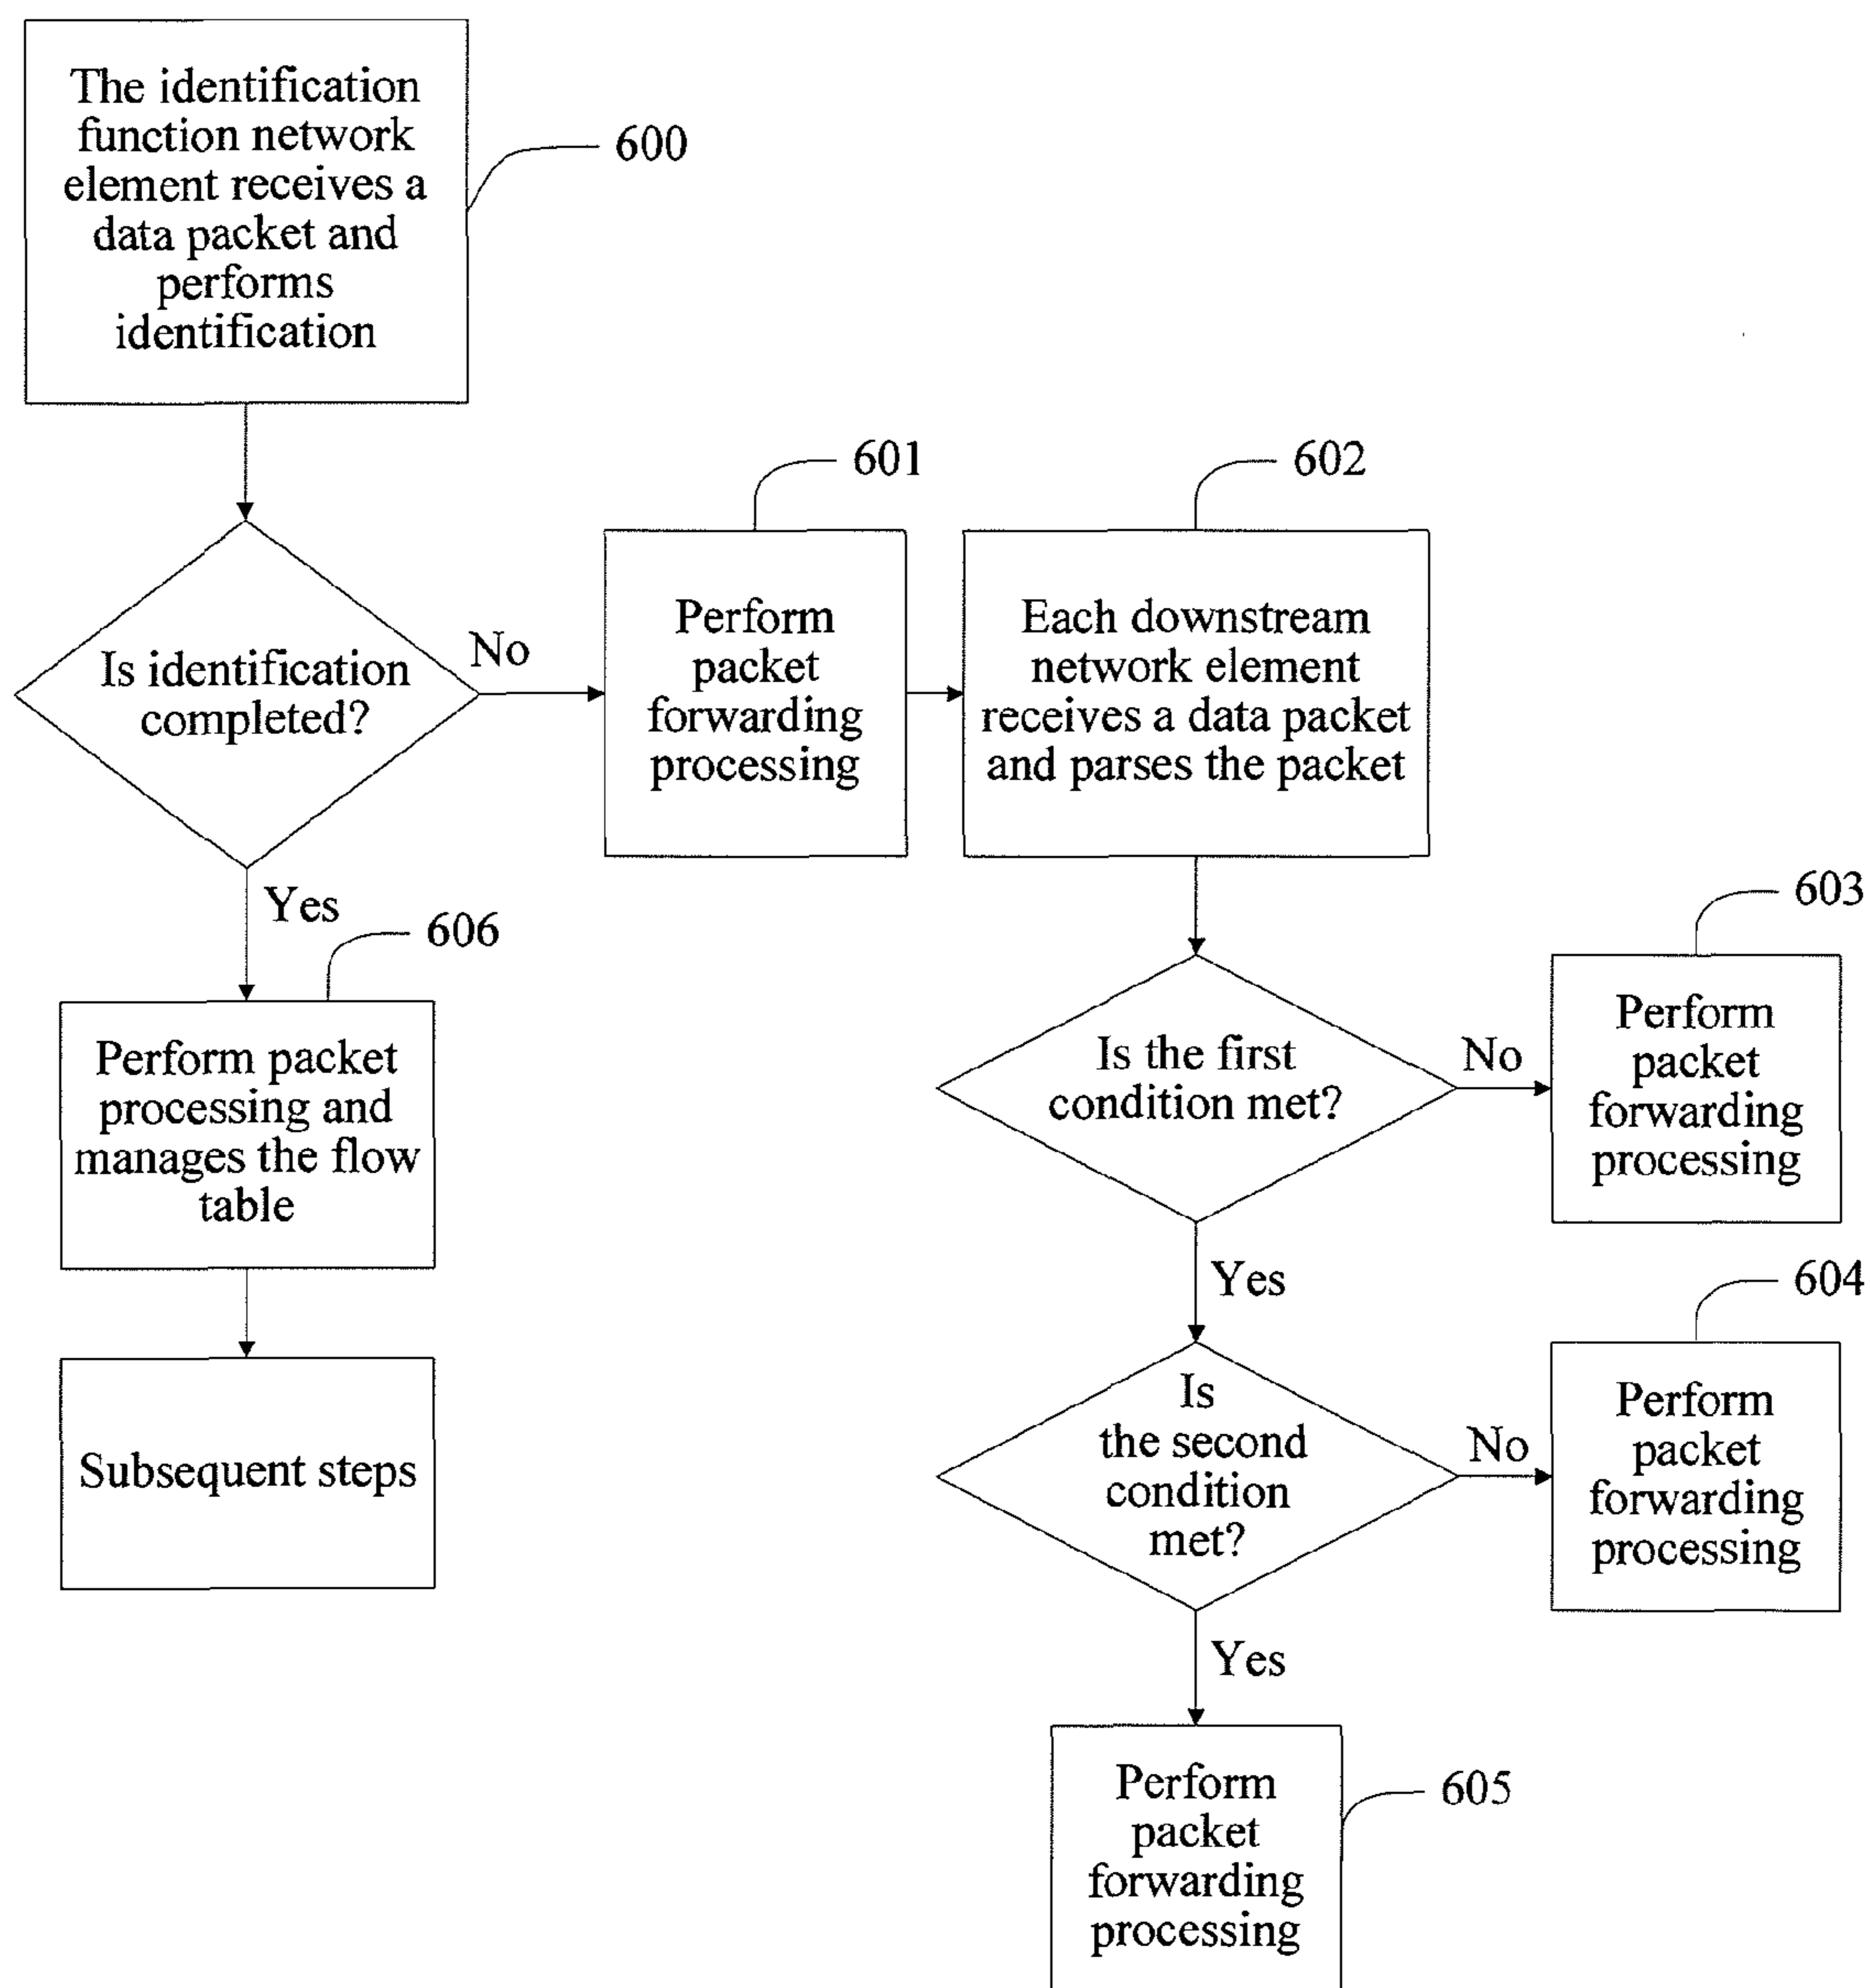 The identification
function network
element receives a
data packet and
performs
identification
600
Is identification
completed?
No
601
Perform
packet
forwarding
processing
602
Each downstream
network element
receives a data packet
and parses the packet
Yes
606
Perform packet
processing and
manages the flow
table
Subsequent steps
Is the first
condition met?
No
603
Perform
packet
forwarding
processing
Yes
Is
the second
condition
met?
No
604
Perform
packet
forwarding
processing
Yes
Perform
packet
forwarding
processing
605